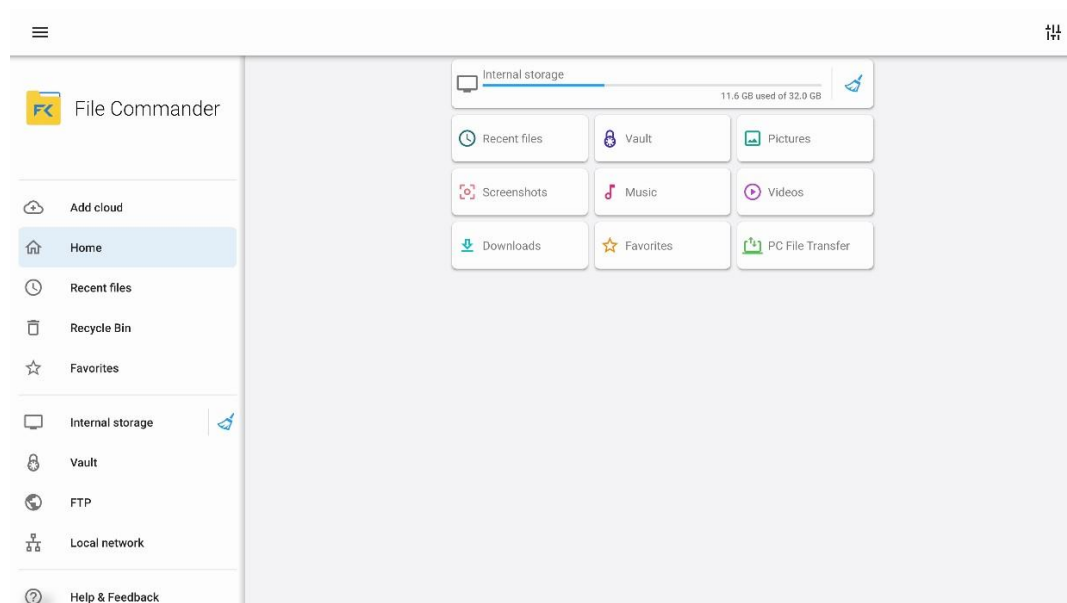 File Commander
Add cloud
Home
Recent files
Recycle Bin
Favorites
Internal storage
Vault
FTP
Local network
Help & Feedback
Internal storage
11.6 GB used of 32.0 GB
Recent files
Vault
Pictures
Screenshots
Music
Videos
Downloads
Favorites
PC File Transfer